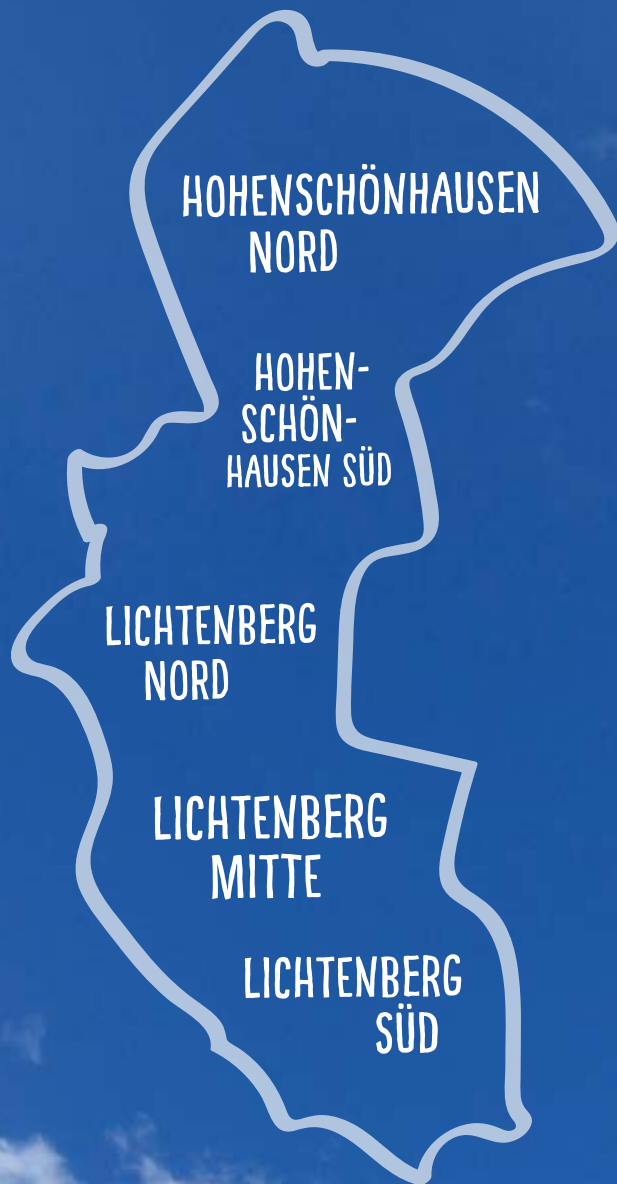 HOHENSCHÖNHAUSEN
NORD
HOHEN-
SCHÖN-
HAUSEN SÜD
LICHTENBERG
NORD
LICHTENBERG
MITTE
LICHTENBERG
SÜD